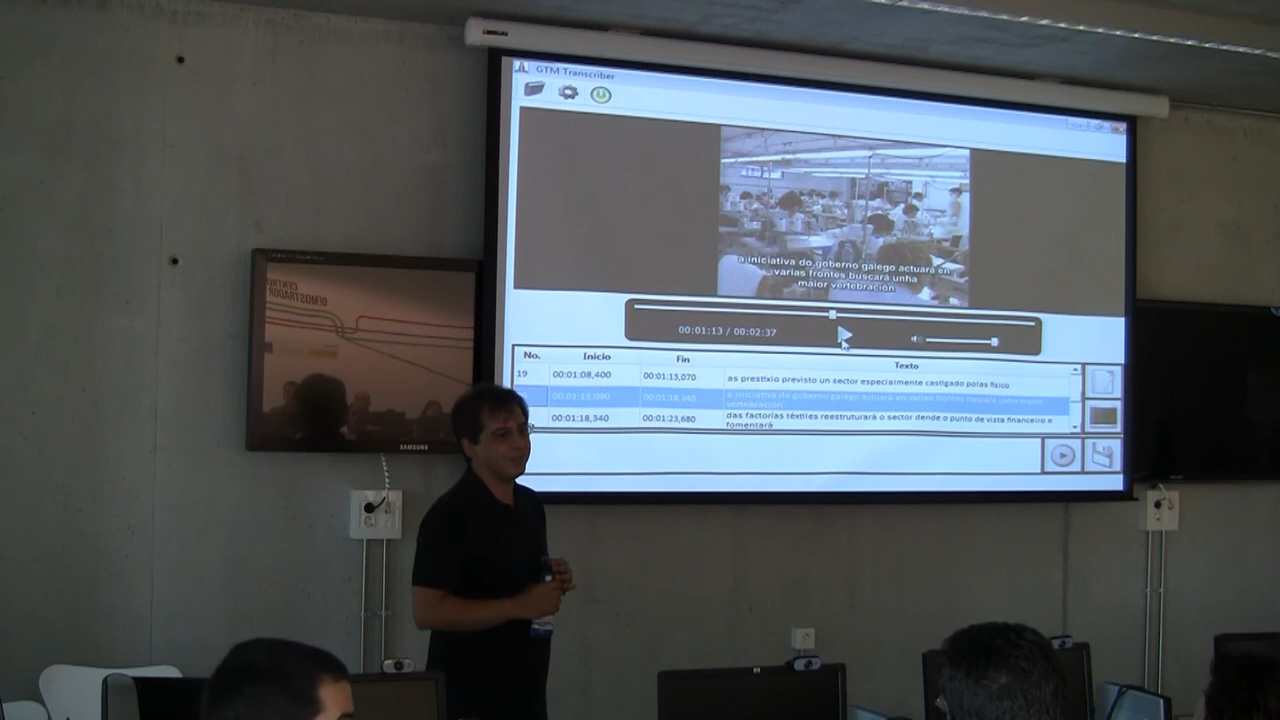 GTM Transcriber
a iniciativa do goberno galego actuará en
varias frontes buscará unha
maior vertebración
00:01:13 / 00:02:37
No. Inicio Fin Texto
19 00:01:08,400 00:01:13,070 as prestixio previsto un sector especialmente castigado polas físico
00:01:13,090 00:01:18,340 a iniciativa do goberno galego actuará en varias frontes buscará unha maior
vertebración
00:01:18,340 00:01:23,680 das factorías téxtiles reestruturará o sector dende o punto de vista financeiro e
fomentará
CENTRO
DEMOSTRADOR
SAMSUNG